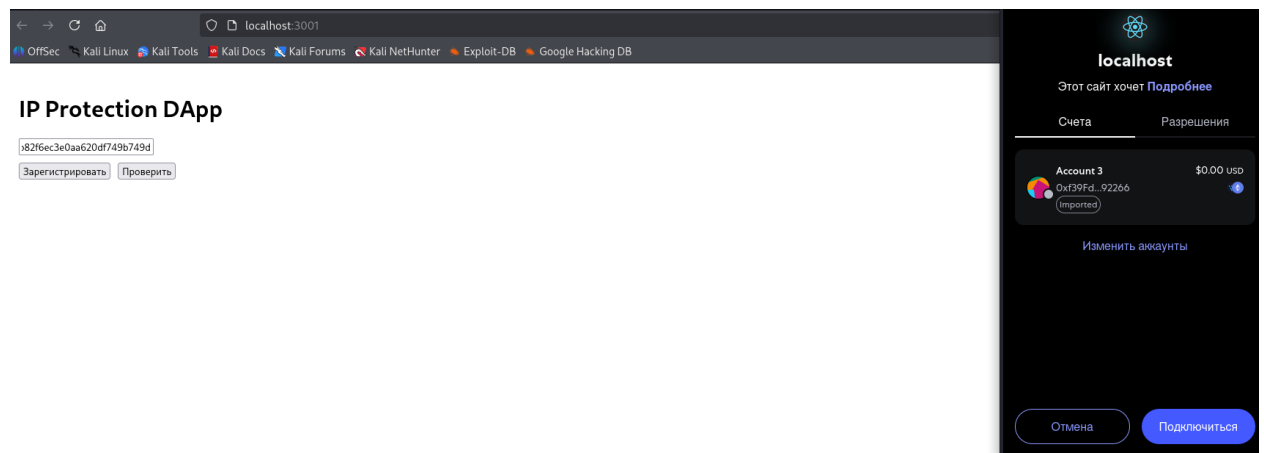 localhost:3001
OffSec Kali Linux Kali Tools Kali Docs Kali Forums Kali NetHunter Exploit-DB Google Hacking DB
IP Protection DApp
82f6ec3e0aa620df749b749d
Зарегистрировать Проверить
localhost
Этот сайт хочет Подробнее
Счета Разрешения
Account 3 $0.00 USD
0xf39Fd...92266
Imported
Изменить аккаунты
Отмена Подключиться